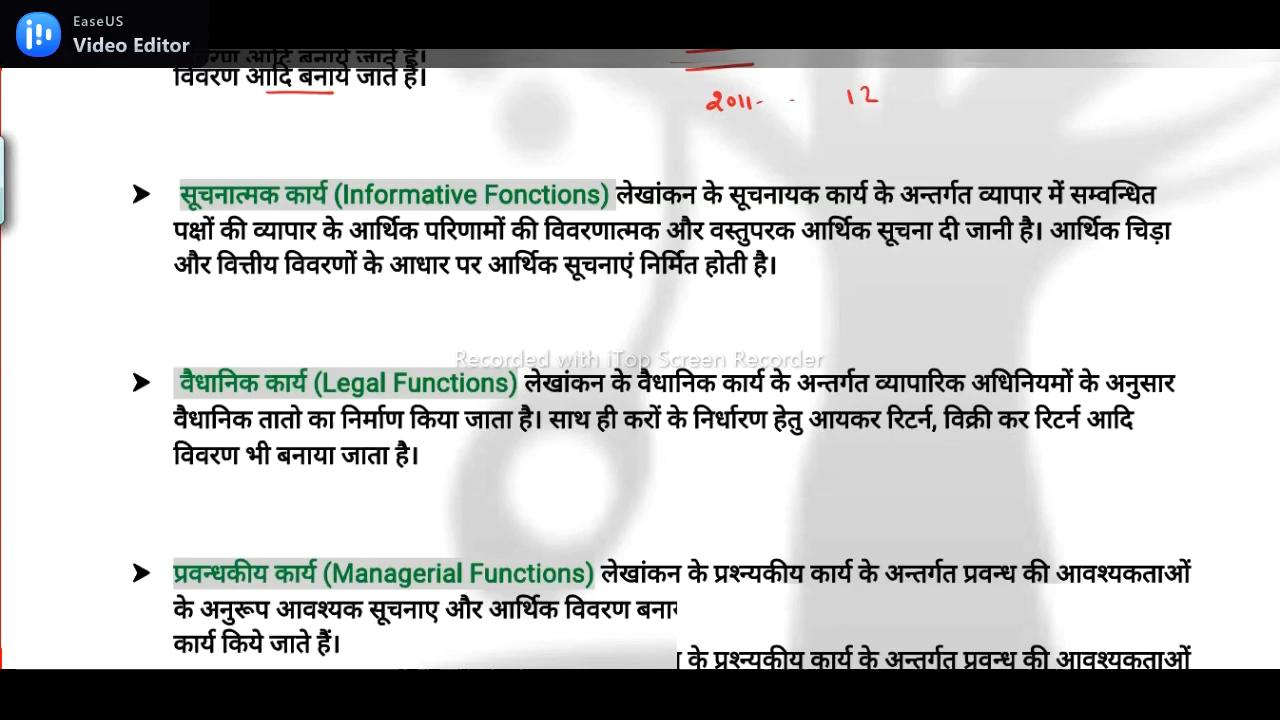 EaseUS
Video Editor
विवरण आदि बनाये जाते हैं।
विवरण आदि बनाये जाते हैं।
2011- - 12
➤ सूचनात्मक कार्य (Informative Fonctions) लेखांकन के सूचनायक कार्य के अन्तर्गत व्यापार में सम्वन्धित
पक्षों की व्यापार के आर्थिक परिणामों की विवरणात्मक और वस्तुपरक आर्थिक सूचना दी जानी है। आर्थिक चिड़ा
और वित्तीय विवरणों के आधार पर आर्थिक सूचनाएं निर्मित होती है।
Recorded with iTop Screen Recorder
➤ वैधानिक कार्य (Legal Functions) लेखांकन के वैधानिक कार्य के अन्तर्गत व्यापारिक अधिनियमों के अनुसार
वैधानिक तातो का निर्माण किया जाता है। साथ ही करों के निर्धारण हेतु आयकर रिटर्न, विक्री कर रिटर्न आदि
विवरण भी बनाया जाता है।
➤ प्रवन्धकीय कार्य (Managerial Functions) लेखांकन के प्रश्न्यकीय कार्य के अन्तर्गत प्रवन्ध की आवश्यकताओं
के अनुरूप आवश्यक सूचनाए और आर्थिक विवरण
कार्य किये जाते हैं।
के प्रश्न्यकीय कार्य के अन्तर्गत प्रवन्ध की आवश्यकताओं